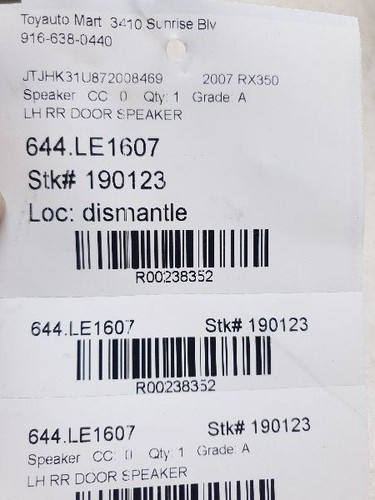 Toyauto Mart 3410 Sunrise Blv
916-638-0440
JTJHK31U872008469 2007 RX350
Speaker CC: 0 Qty: 1 Grade: A
LH RR DOOR SPEAKER
644.LE1607
Stk# 190123
Loc: dismantle
R00238352
644.LE1607 Stk# 190123
R00238352
644.LE1607 Stk# 190123
Speaker CC: 0 Qty: 1 Grade: A
LH RR DOOR SPEAKER